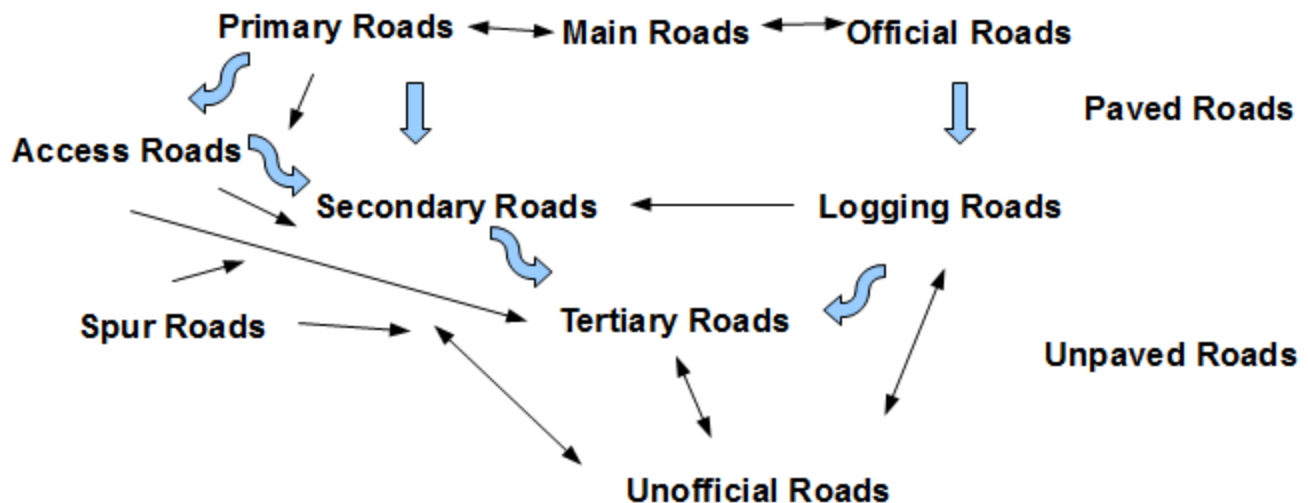 Primary Roads
Main Roads
Official Roads
Paved Roads
Access Roads
Secondary Roads
Logging Roads
Spur Roads
Tertiary Roads
Unpaved Roads
Unofficial Roads